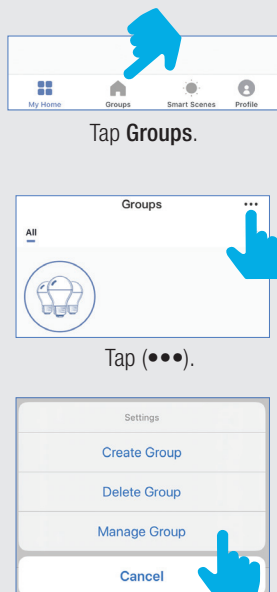 My Home Groups Smart Scenes Profile
Tap Groups.
Groups •••
All
Tap (•••).
Settings
Create Group
Delete Group
Manage Group
Cancel